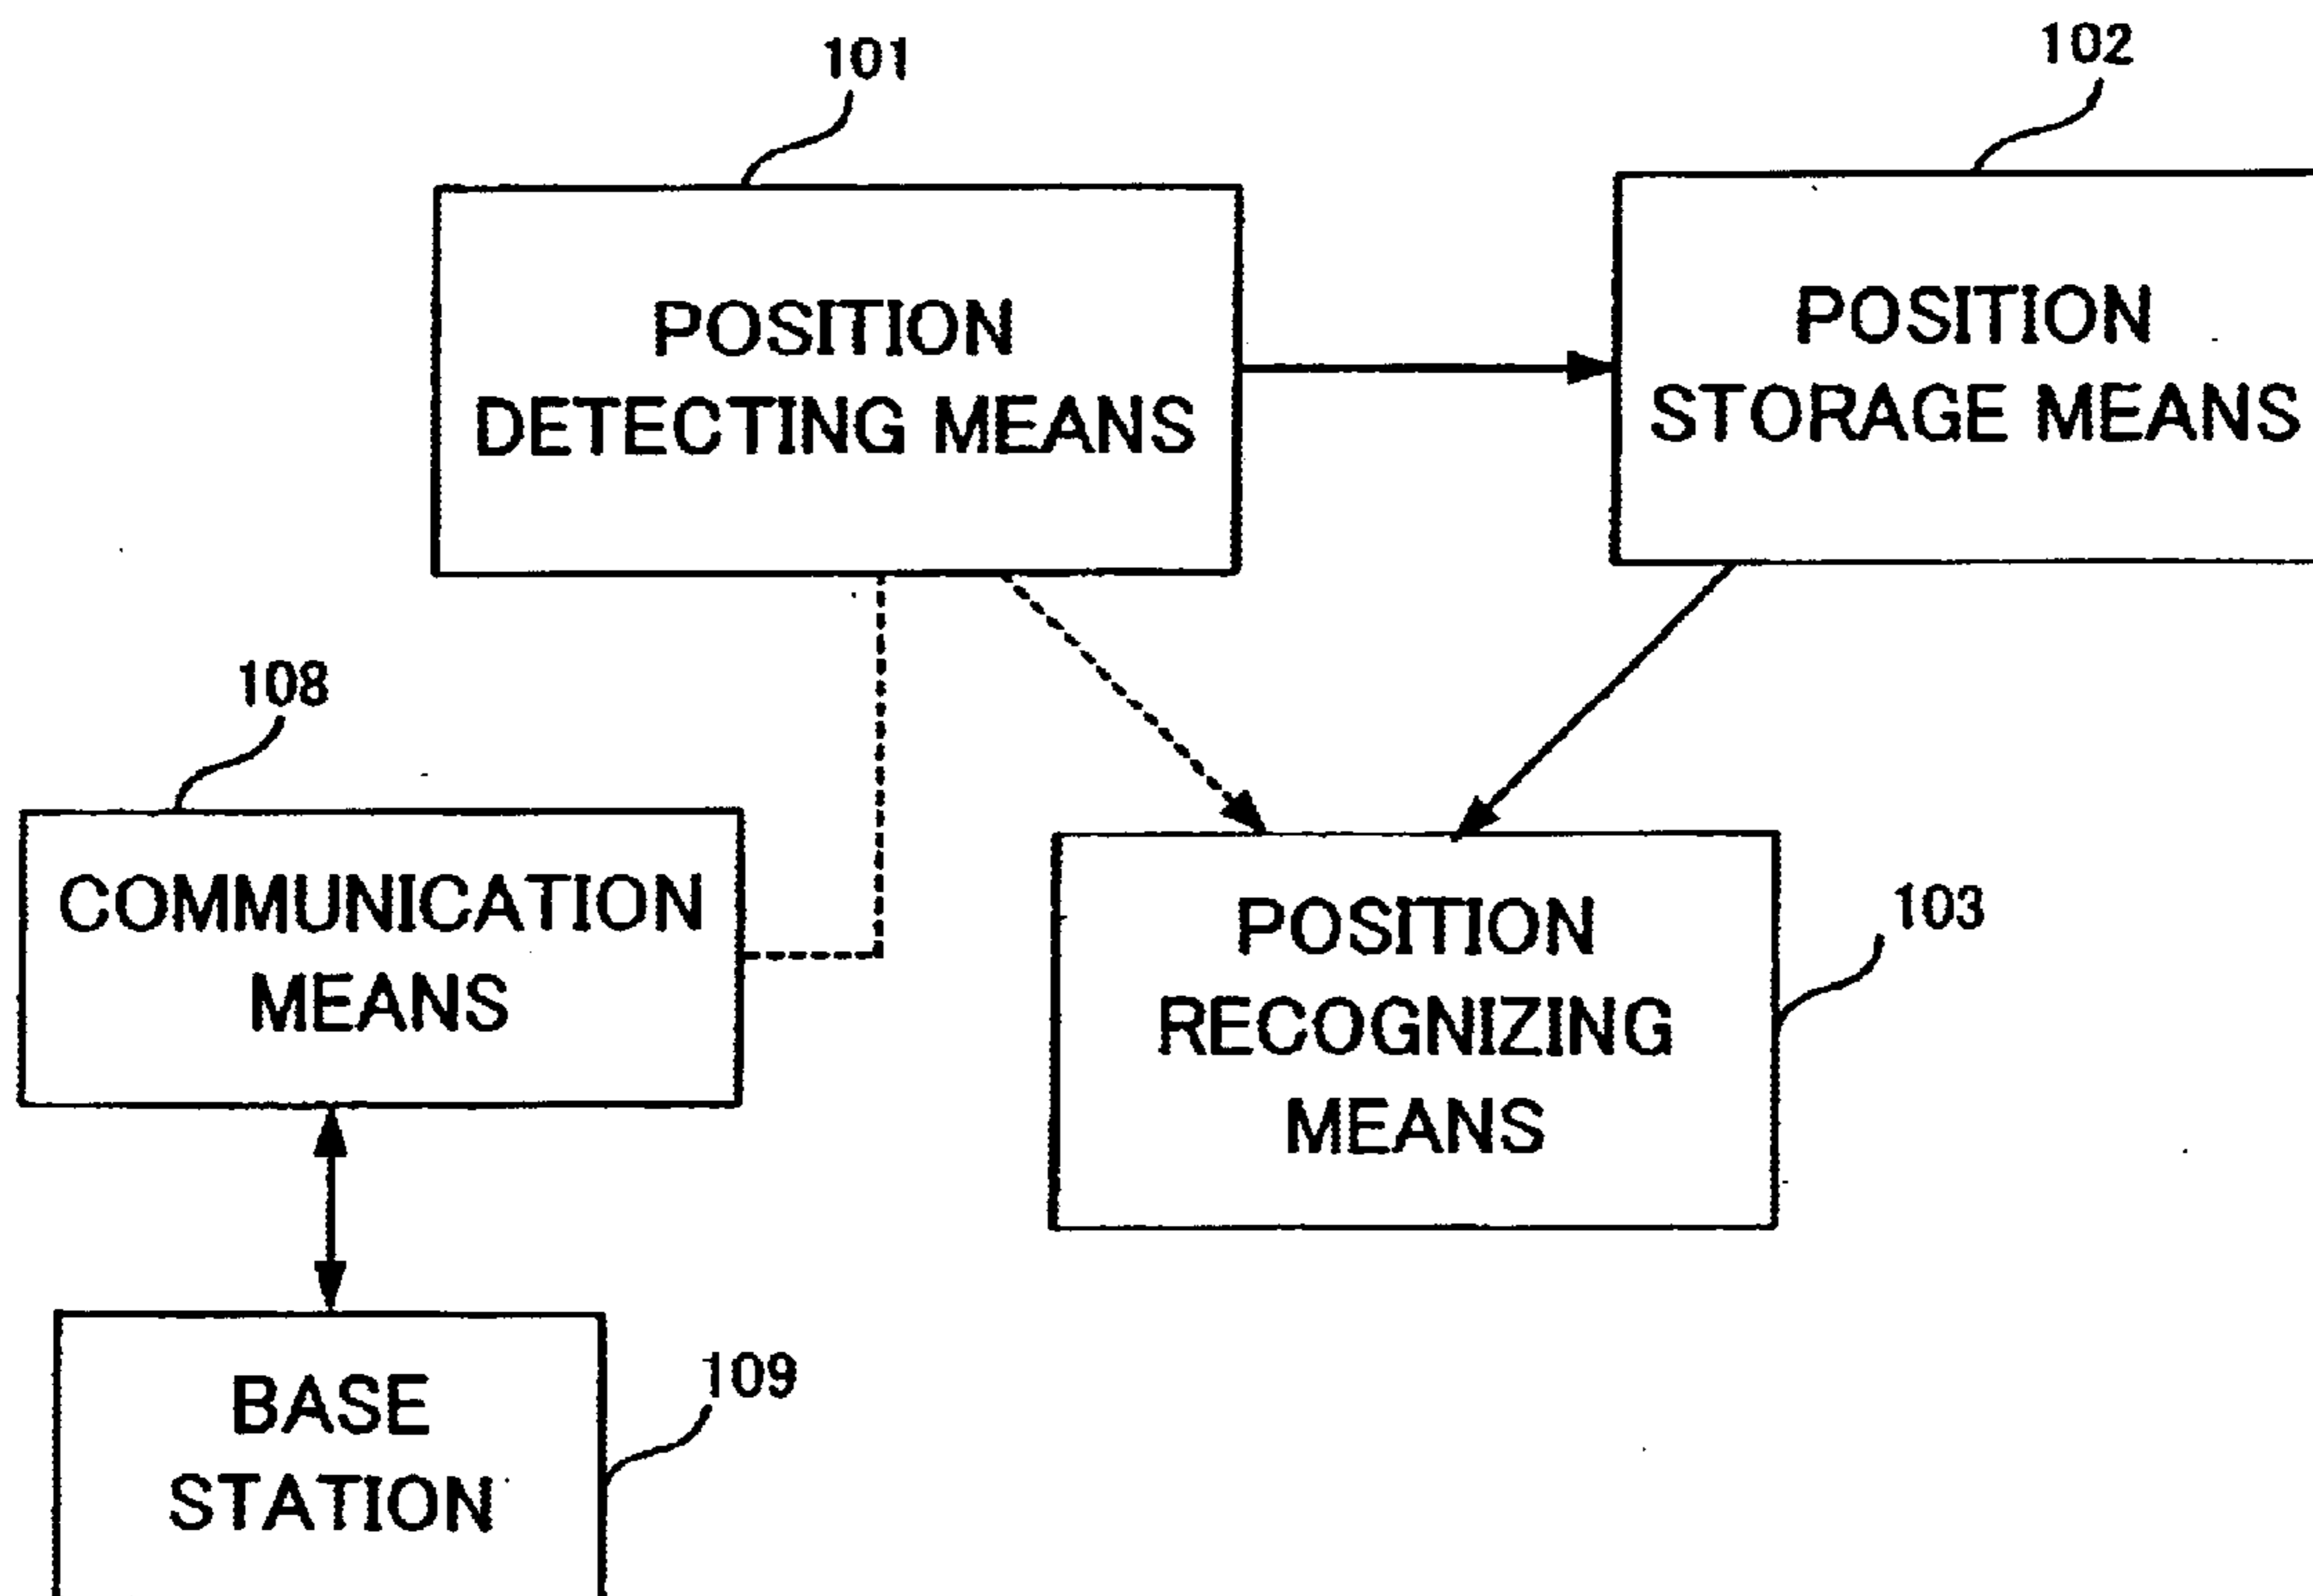 101
102
POSITION
DETECTING MEANS
POSITION
STORAGE MEANS
108
COMMUNICATION
MEANS
POSITION
RECOGNIZING
MEANS
103
BASE
STATION
109